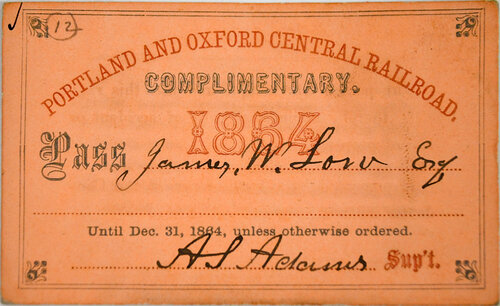 12
PORTLAND AND OXFORD CENTRAL RAILROAD.
COMPLIMENTARY.
1864
Pass James W. Low Esq
Until Dec. 31, 1864, unless otherwise ordered.
A S Adams Sup't.